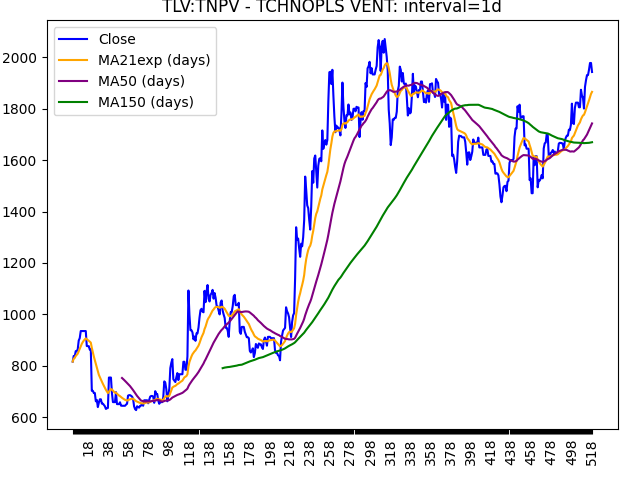 TLV:TNPV - TCHNOPLS VENT: interval=1d
Close
MA21exp (days)
MA50 (days)
MA150 (days)
2000
1800
1600
1400
1200
1000
800
600
18 38 58 78 98 118 138 158 178 198 218 238 258 278 298 318 338 358 378 398 418 438 458 478 498 518